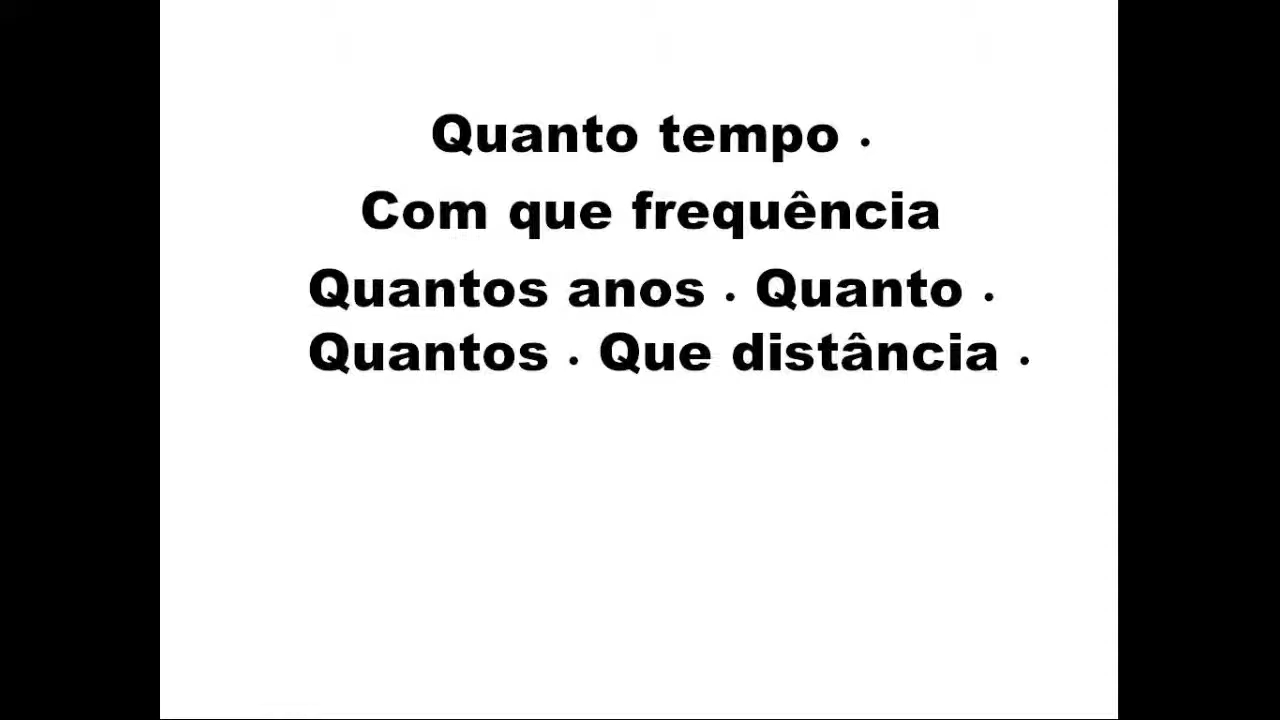 Quanto tempo .
Com que frequência
Quantos anos . Quanto .
Quantos . Que distância .